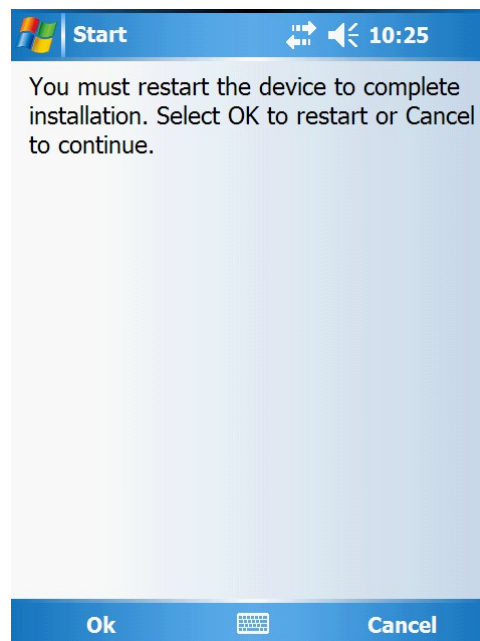 Start 10:25
You must restart the device to complete
installation. Select OK to restart or Cancel
to continue.
Ok Cancel